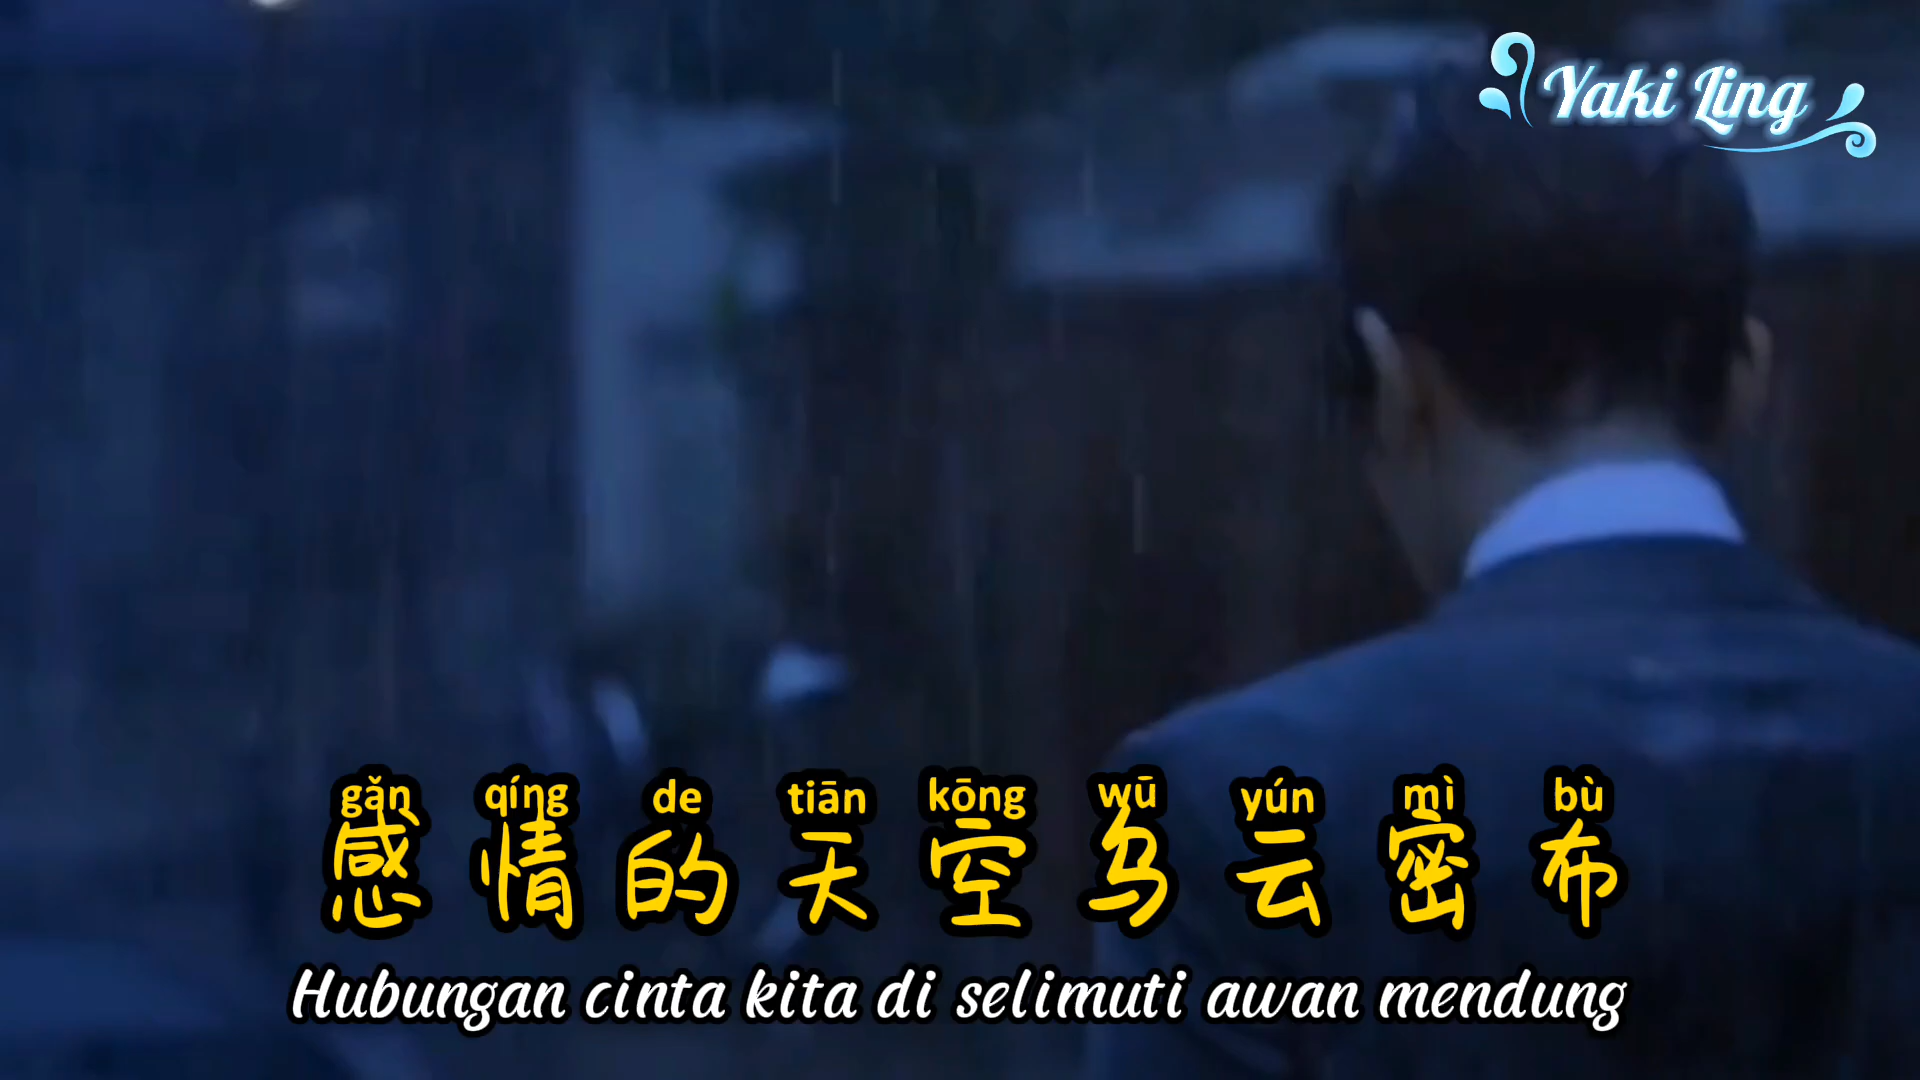 Yaki Ling
gǎn qíng de tiān kōng wū yún mì bù
感情的天空乌云密布
Hubungan cinta kita di selimuti awan mendung